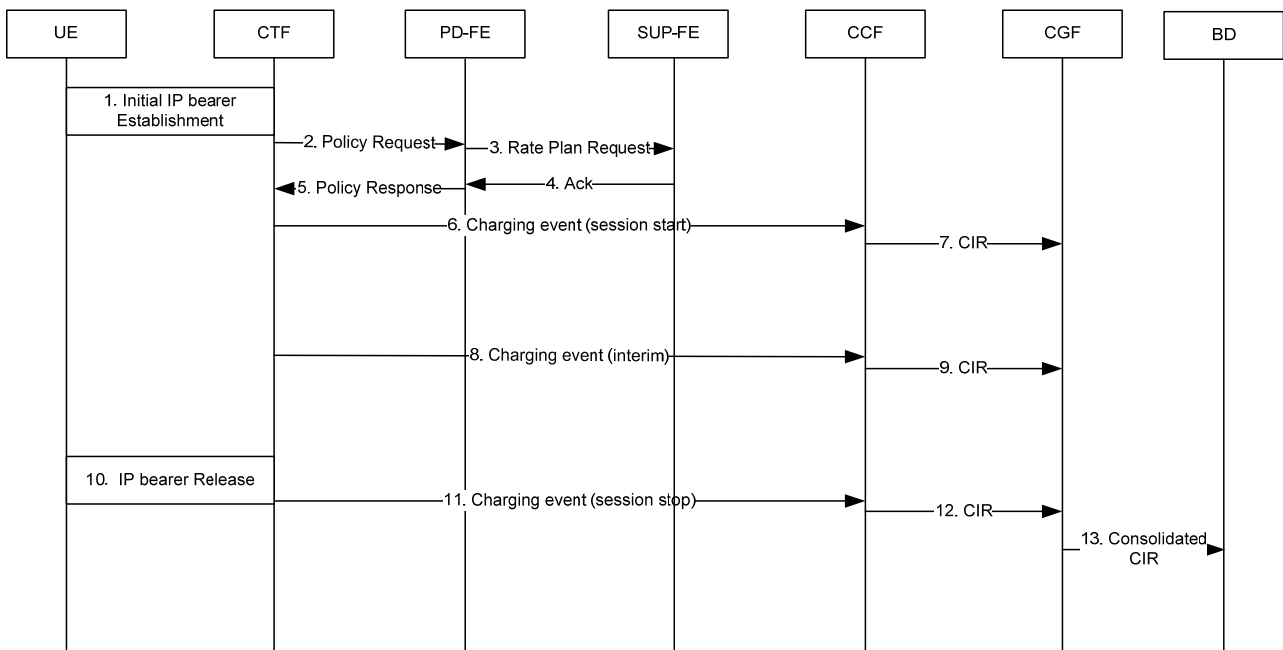 UE
CTF
PD-FE
SUP-FE
CCF
CGF
BD
1. Initial IP bearer
Establishment
2. Policy Request
3. Rate Plan Request
4. Ack
5. Policy Response
6. Charging event (session start)
7. CIR
8. Charging event (interim)
9. CIR
10. IP bearer Release
11. Charging event (session stop)
12. CIR
13. Consolidated
CIR